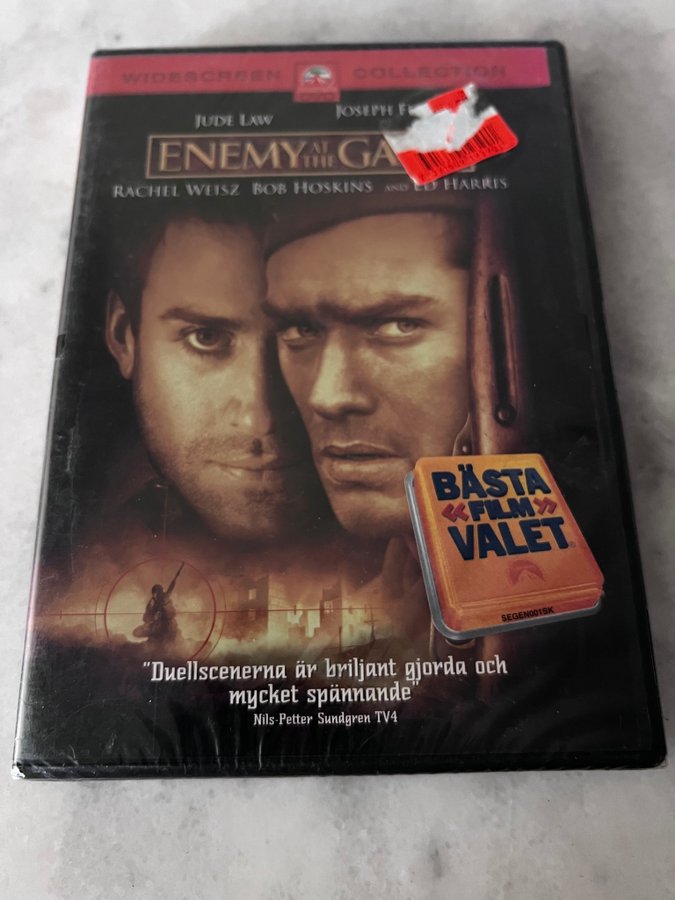 WIDESCREEN COLLECTION
JUDE LAW JOSEPH
ENEMY AT THE
RACHEL WEISZ BOB HOSKINS AND ED HARRIS
BÄSTA
«FILM»
VALET
SEGEN001SK
"Duellscenerna är briljant gjorda och
mycket spännande"
Nils-Petter Sundgren TV4